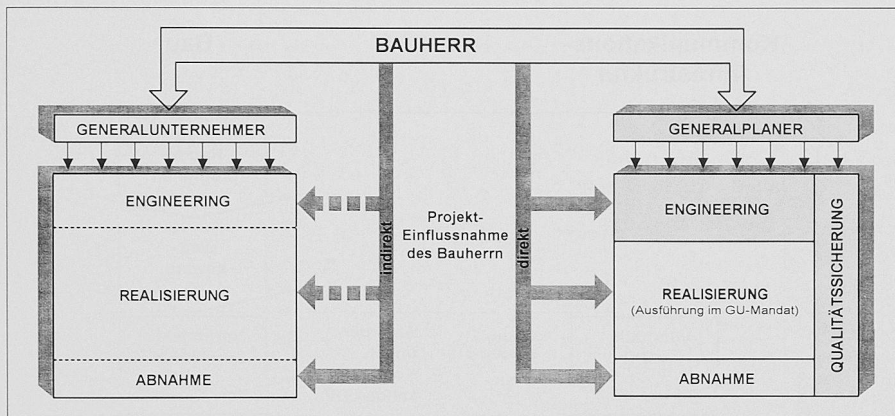 BAUHERR
GENERALUNTERNEHMER
GENERALPLANER
ENGINEERING
REALISIERUNG
ABNAHME
indirekt
Projekt-
Einflussnahme
des Bauherrn
direkt
ENGINEERING
REALISIERUNG
(Ausführung im GU-Mandat)
ABNAHME
QUALITÄTSSICHERUNG